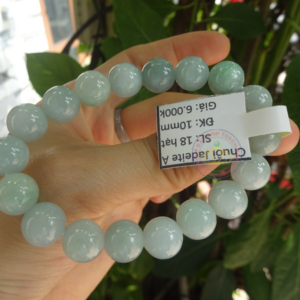 Chuỗi Jadeite A
SL: 18 hạt
ĐK: 10mm
Giá: 6.000k